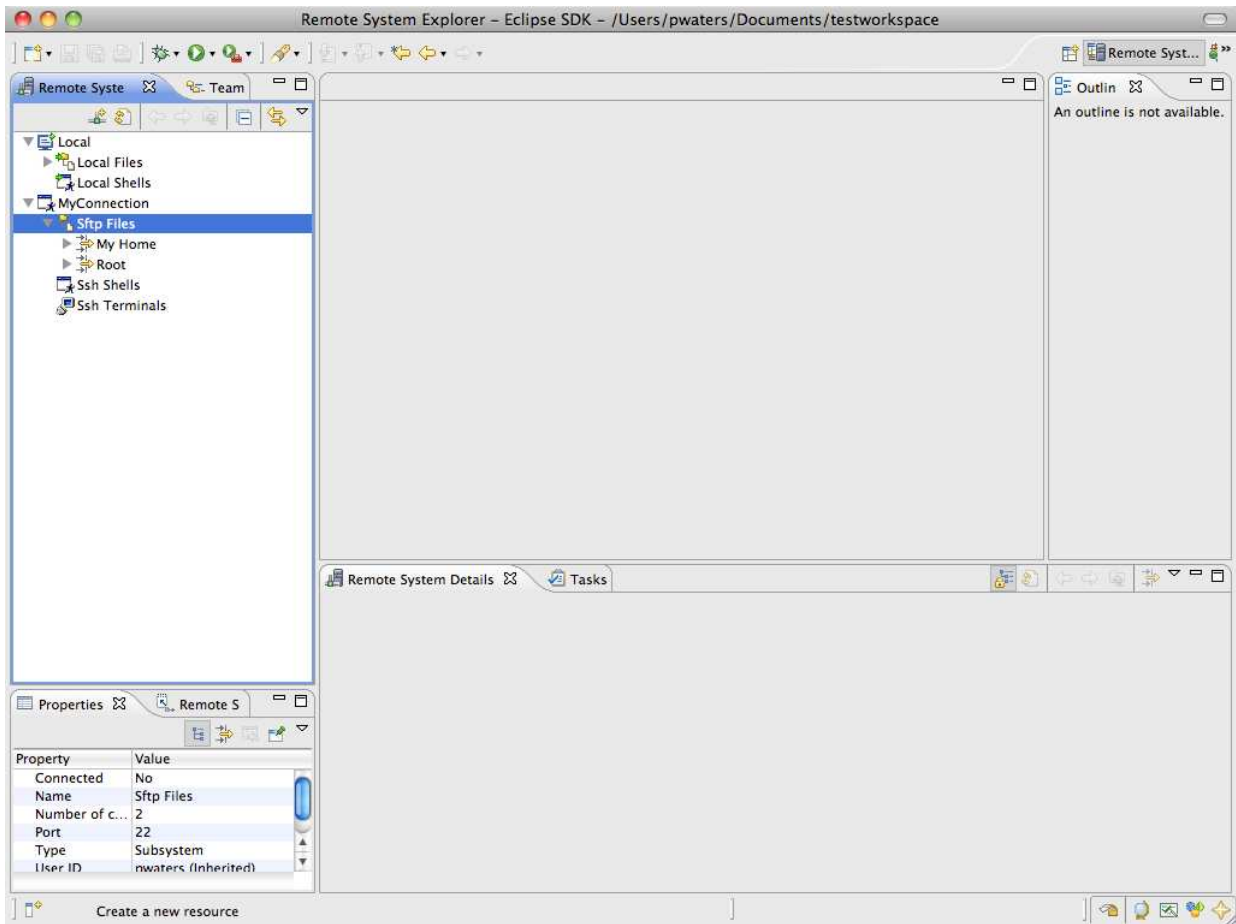 Remote System Explorer – Eclipse SDK – /Users/pwaters/Documents/testworkspace
Remote Syst... »
Remote Syste
Team
Outlin
An outline is not available.
Local
Local Files
Local Shells
MyConnection
Sftp Files
My Home
Root
Ssh Shells
Ssh Terminals
Remote System Details
Tasks
Properties
Remote S
Property Value
Connected No
Name Sftp Files
Number of c... 2
Port 22
Type Subsystem
User ID pwaters (Inherited)
Create a new resource